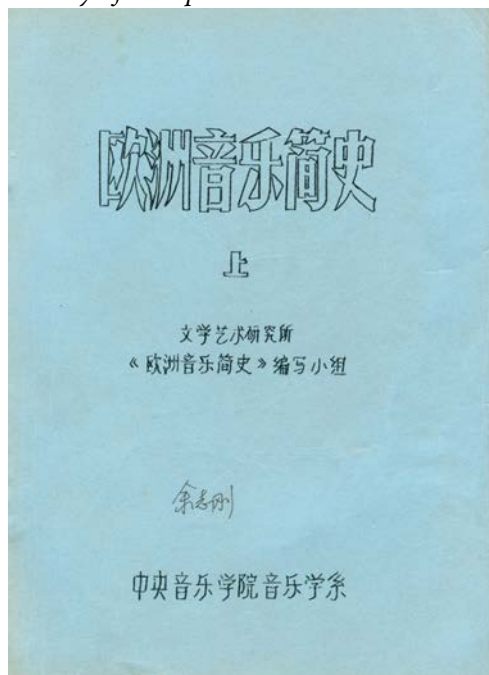 欧洲音乐简史
上
文学艺术研究所
《欧洲音乐简史》编写小组
余志刚
中央音乐学院音乐学系